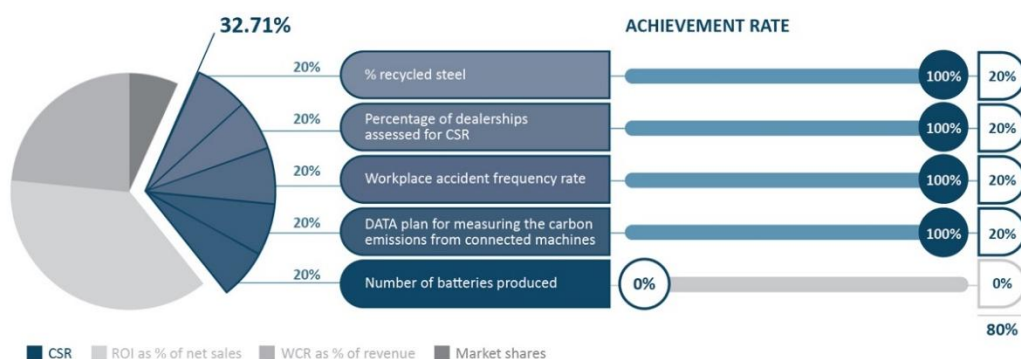 32.71%
ACHIEVEMENT RATE
20%
% recycled steel
100%
20%
20%
Percentage of dealerships
assessed for CSR
100%
20%
20%
Workplace accident frequency rate
100%
20%
20%
DATA plan for measuring the carbon
emissions from connected machines
100%
20%
20%
Number of batteries produced
0%
0%
80%
CSR
ROI as % of net sales
WCR as % of revenue
Market shares